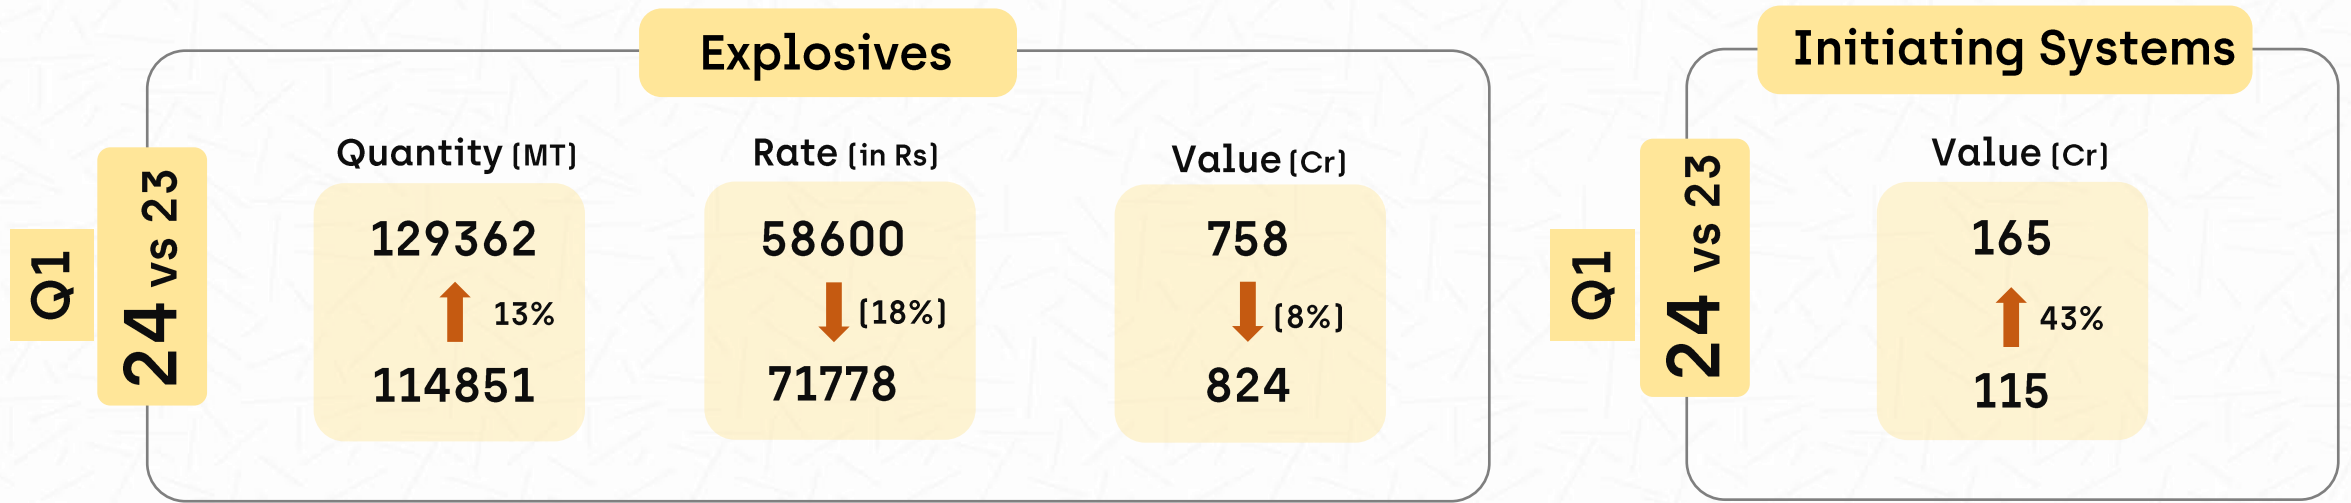 Explosives
Q1
24 vs 23
Quantity (MT)
129362
13%
114851
Rate (in Rs)
58600
(18%)
71778
Value (Cr)
758
(8%)
824
Initiating Systems
Q1
24 vs 23
Value (Cr)
165
43%
115